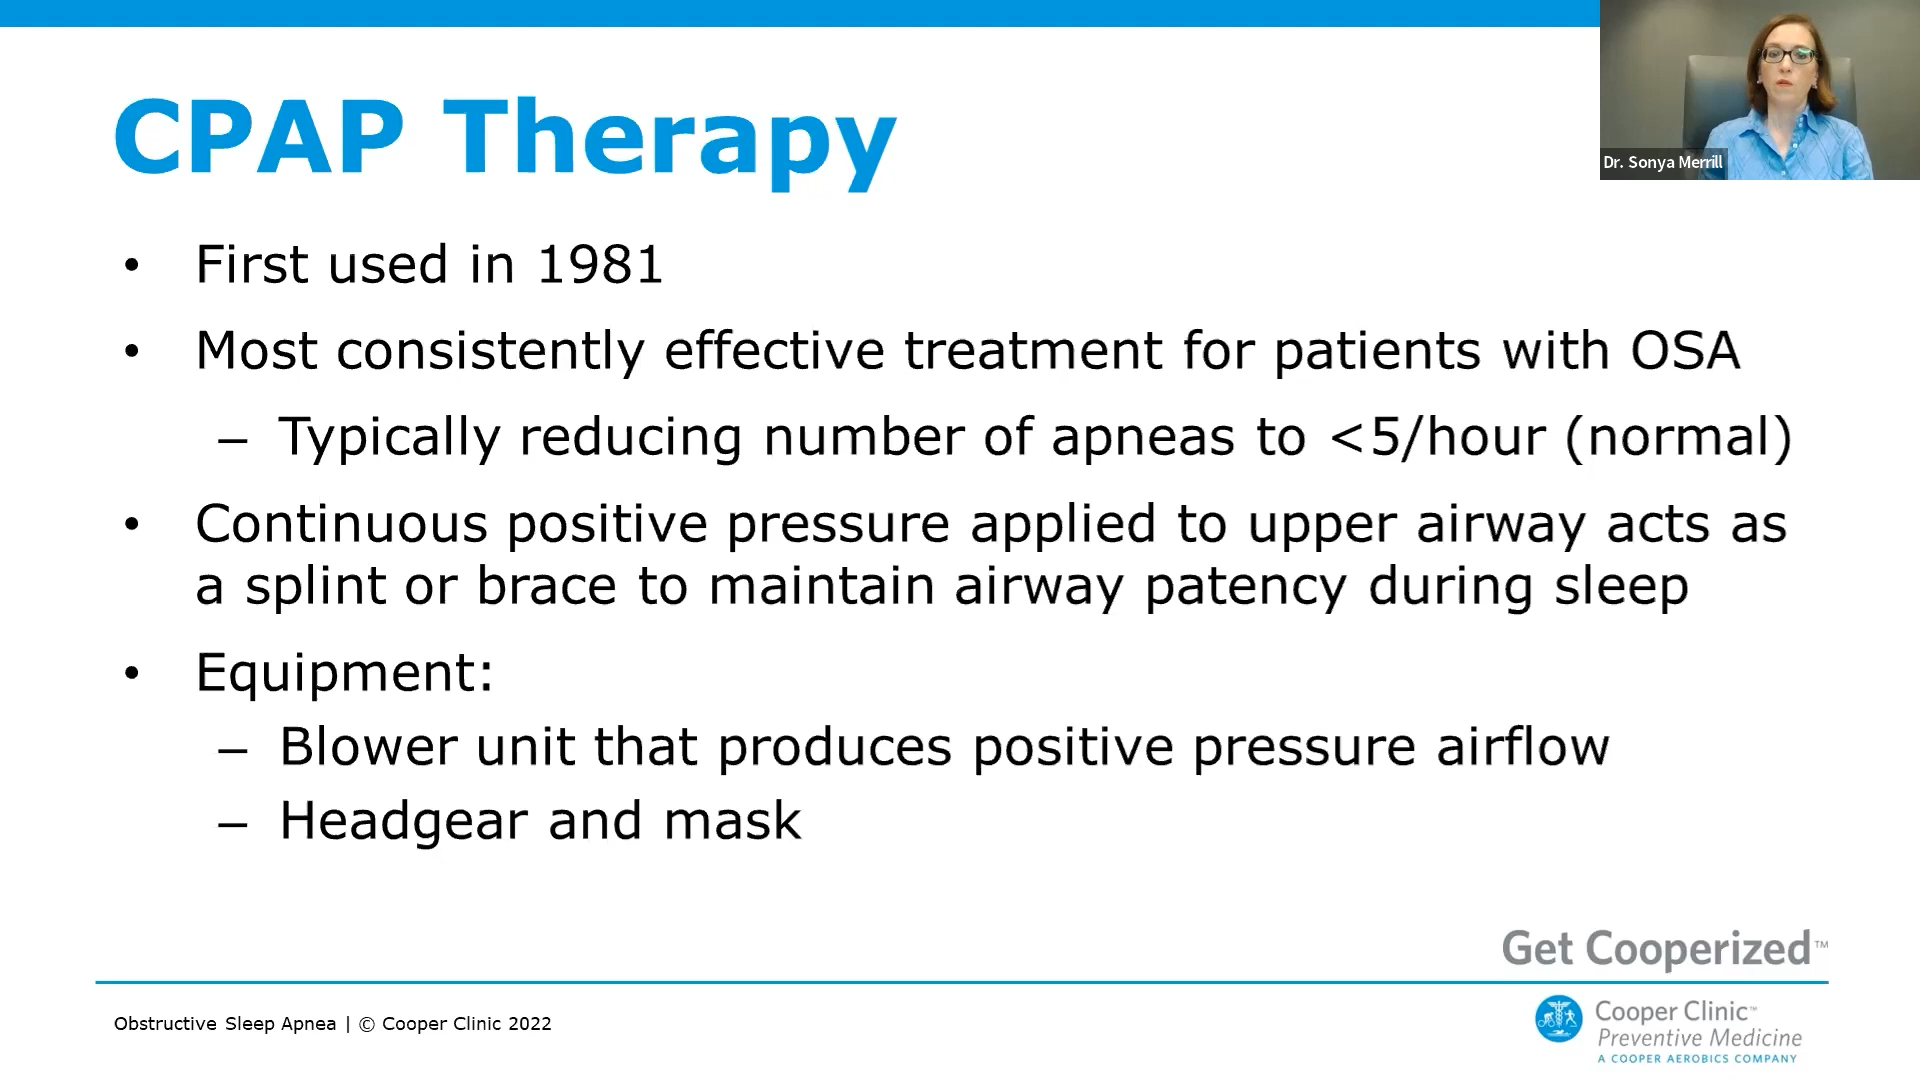 CPAP Therapy
Dr. Sonya Merrill
• First used in 1981
• Most consistently effective treatment for patients with OSA
– Typically reducing number of apneas to <5/hour (normal)
• Continuous positive pressure applied to upper airway acts as
a splint or brace to maintain airway patency during sleep
• Equipment:
– Blower unit that produces positive pressure airflow
– Headgear and mask
Get Cooperized™
Obstructive Sleep Apnea | © Cooper Clinic 2022
Cooper Clinic™
Preventive Medicine
A COOPER AEROBICS COMPANY